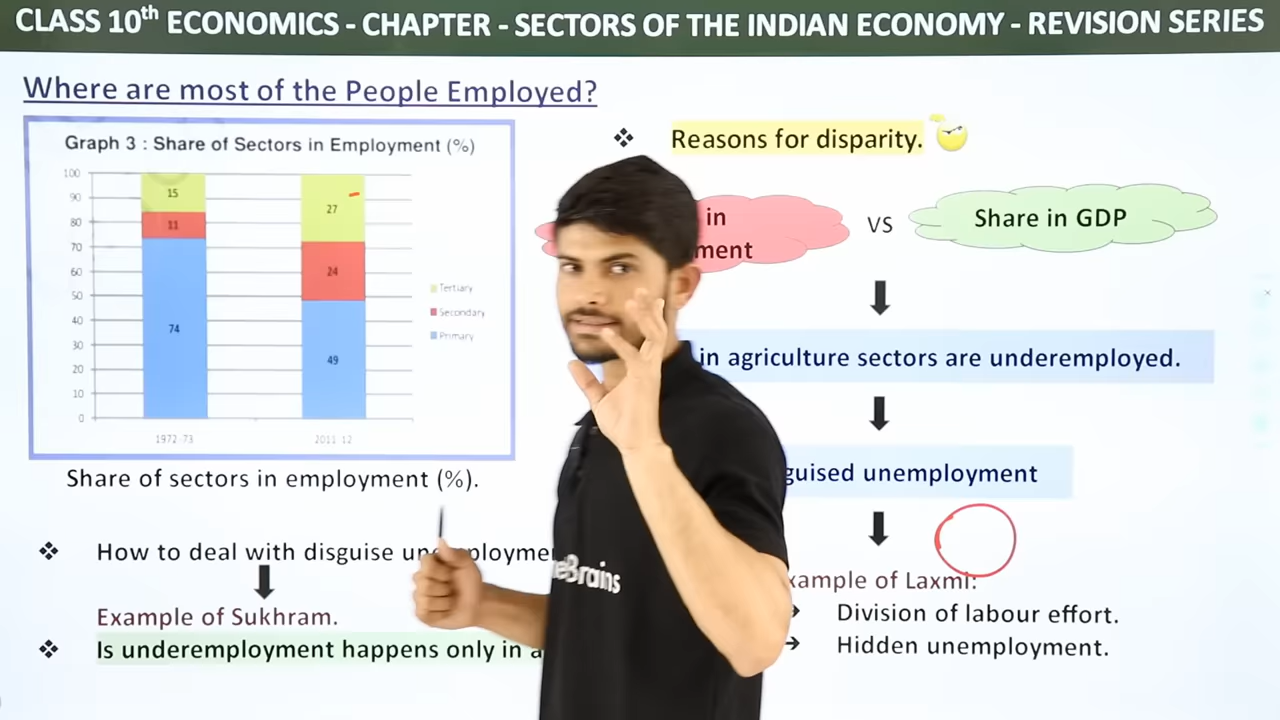 CLASS 10th ECONOMICS - CHAPTER - SECTORS OF THE INDIAN ECONOMY - REVISION SERIES
Where are most of the People Employed?
Graph 3 : Share of Sectors in Employment (%)
100
90
80
70
60
50
40
30
20
10
0
15
11
74
27
24
49
1972-73
2011-12
Tertiary
Secondary
Primary
Share of sectors in employment (%).
❖ How to deal with disguise
Example of Sukhram.
❖ Is underemployment happens only in
❖ Reasons for disparity.
in
VS
Share in GDP
in agriculture sectors are underemployed.
unemployment
of Laxmi:
Division of labour effort.
Hidden unemployment.
Brains